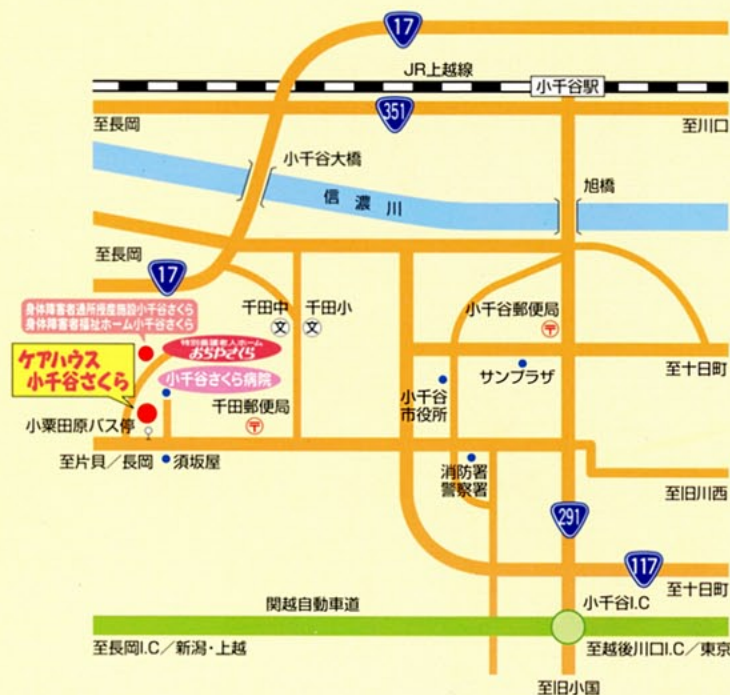 17
JR上越線
小千谷駅
351
至長岡
至川口
小千谷大橋
旭橋
信濃川
至長岡
17
身体障害者通所授産施設小千谷さくら
身体障害者福祉ホーム小千谷さくら
千田中
千田小
文
文
小千谷郵便局
〒
特別養護老人ホーム
おぢやさくら
ケアハウス
小千谷さくら
小千谷さくら病院
サンプラザ
至十日町
小千谷
市役所
千田郵便局
〒
小粟田原バス停
至片貝／長岡
須坂屋
消防署
警察署
至旧川西
291
117
至十日町
関越自動車道
小千谷I.C
至長岡I.C／新潟・上越
至越後川口I.C／東京
至旧小国